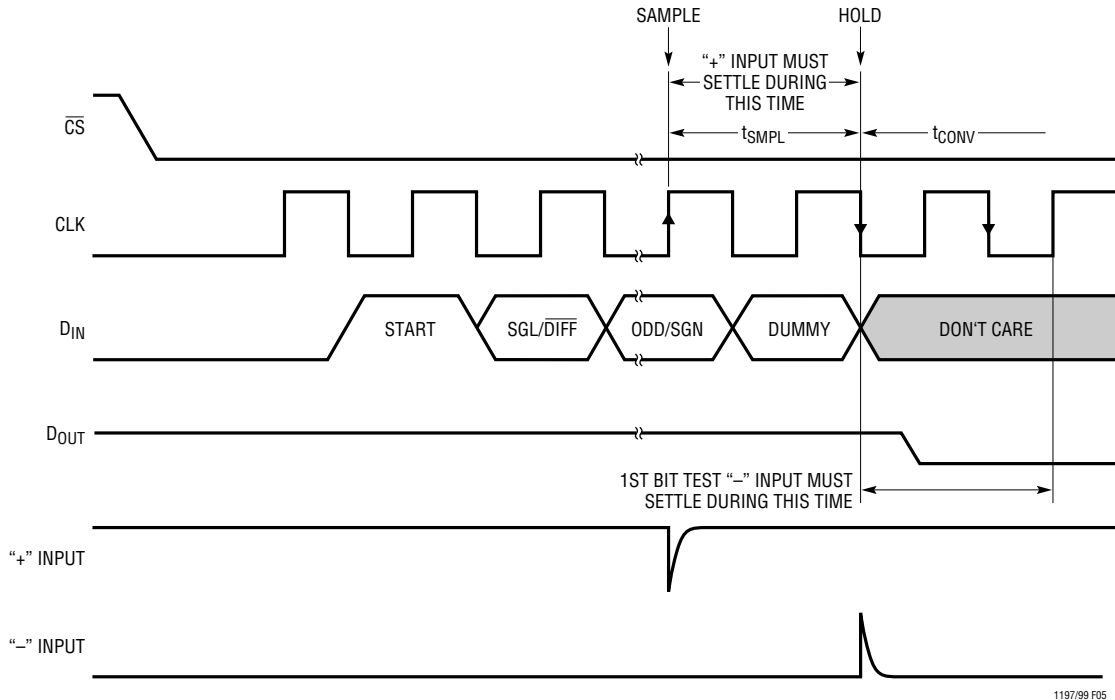 SAMPLE
HOLD
“+” INPUT MUST
SETTLE DURING
THIS TIME
CS
tSMPL
tCONV
CLK
DIN
START
SGL/DIFF
ODD/SGN
DUMMY
DON‘T CARE
DOUT
1ST BIT TEST “–” INPUT MUST
SETTLE DURING THIS TIME
“+” INPUT
“–” INPUT
1197/99 F05